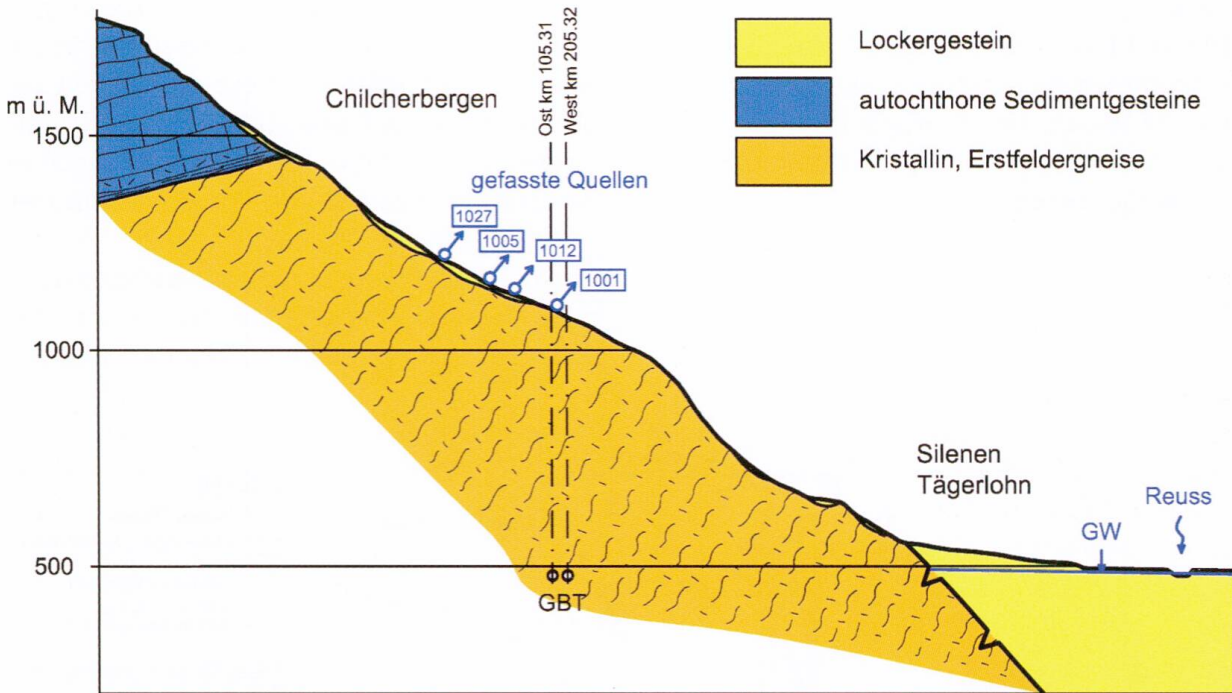 Lockergestein
autochthone Sedimentgesteine
Kristallin, Erstfeldergneise
m ü. M.
1500
1000
500
Chilcherbergen
Ost km 105.31
West km 205.32
gefasste Quellen
1027
1005
1012
1001
GBT
Silenen
Tägerlohn
GW
Reuss